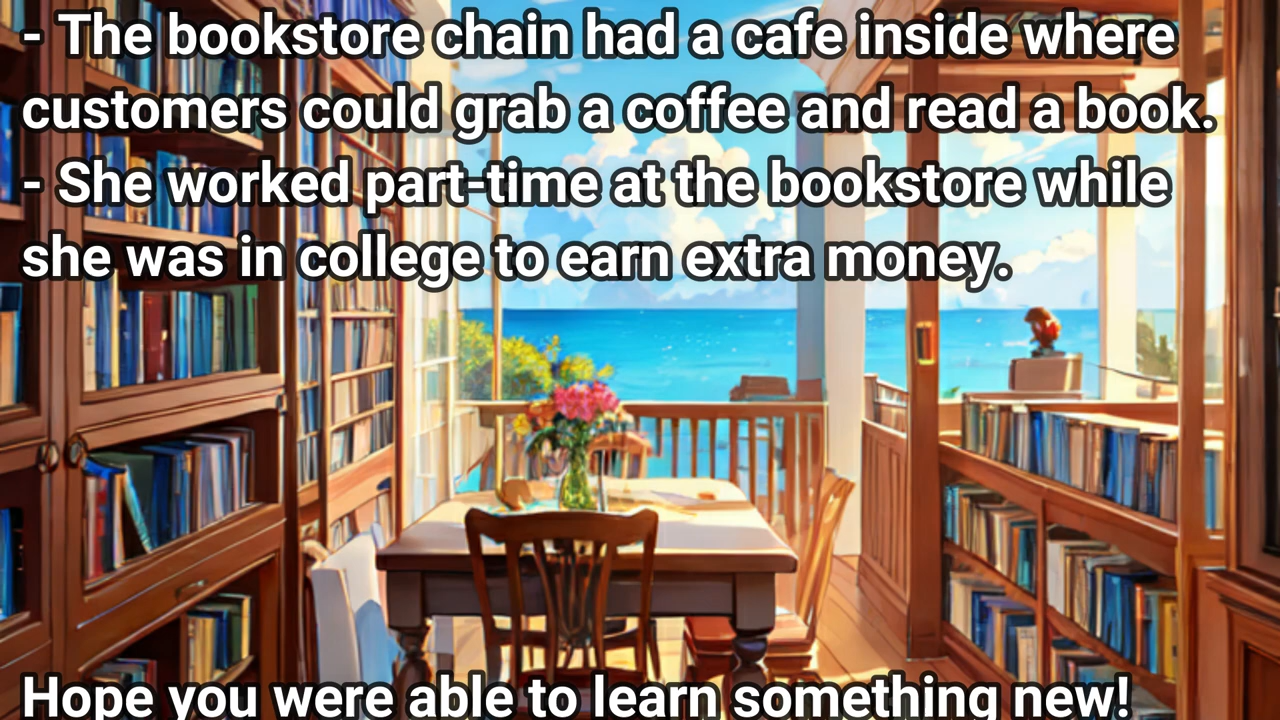 - The bookstore chain had a cafe inside where
customers could grab a coffee and read a book.
- She worked part-time at the bookstore while
she was in college to earn extra money.
Hope you were able to learn something new!